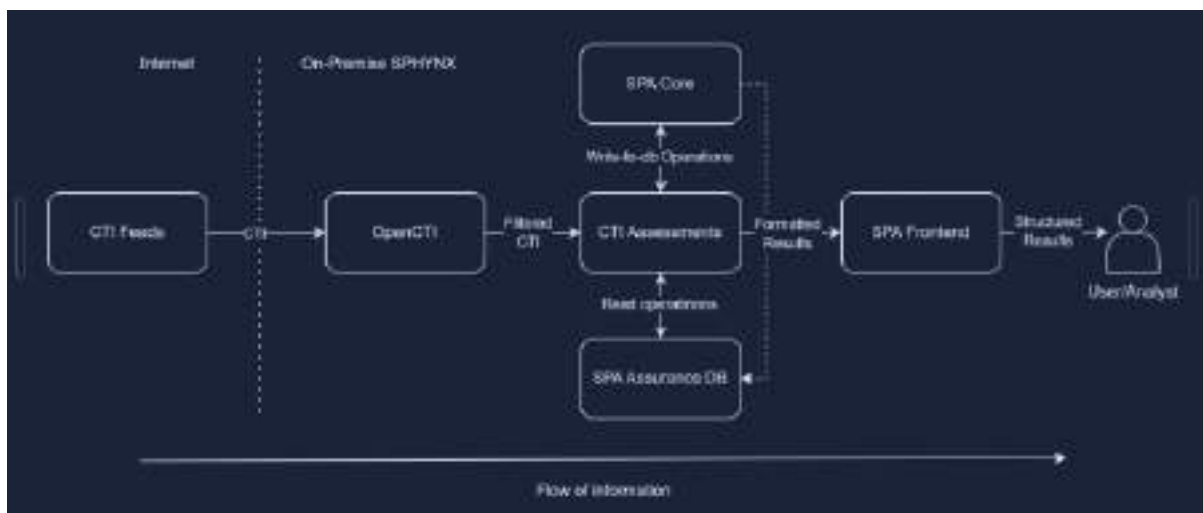 Internet
On-Premise SPHYNX
SPA-Core
Write-to-db Operations
CTI Feeds
CTI
OpenCTI
Filtered
CTI
CTI Assessments
Formatted
Results
SPA Frontend
Structured
Results
User/Analyst
Read operations
SPA Assurance DB
Flow of information